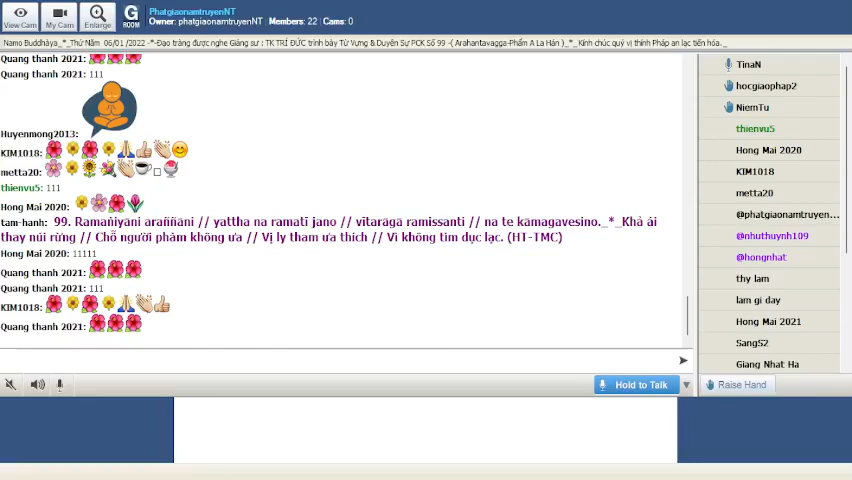 View Cam
My Cam
Enlarge
G
ROOM
PhatgiaonamtruyenNT
Owner: phatgiaonamtruyenNT | Members: 22 | Cams: 0
Namo Buddhàya_*_Thứ Năm 06/01 /2022 -*-Đạo tràng được nghe Giảng sư : TK TRÍ ĐỨC trình bày Từ Vựng & Duyên Sự PCK Số 99 -( Arahantavagga-Phẩm A La Hán )_*_ Kính chúc quý vị thính Pháp an lạc tiến hóa._
Quang thanh 2021:
Quang thanh 2021: 111
Huyenmong2013:
KIM1018:
metta20:
thienvu5: 111
Hong Mai 2020:
tam-hanh: 99. Ramaṇīyāni araññāni // yattha na ramatī jano // vītarāgā ramissanti // na te kāmagavesino._*_Khả ái
thay núi rừng // Chỗ người phàm không ưa // Vị ly tham ưa thích // Vì không tìm dục lạc. (HT-TMC)
Hong Mai 2020: 11111
Quang thanh 2021:
Quang thanh 2021: 111
KIM1018:
Quang thanh 2021:
Hold to Talk
TinaN
hocgiaophap2
NiemTu
thienvu5
Hong Mai 2020
KIM1018
metta20
@phatgiaonamtruyen...
@nhuthuynh109
@hongnhat
thy lam
lam gi day
Hong Mai 2021
SangS2
Giang Nhat Ha
Raise Hand